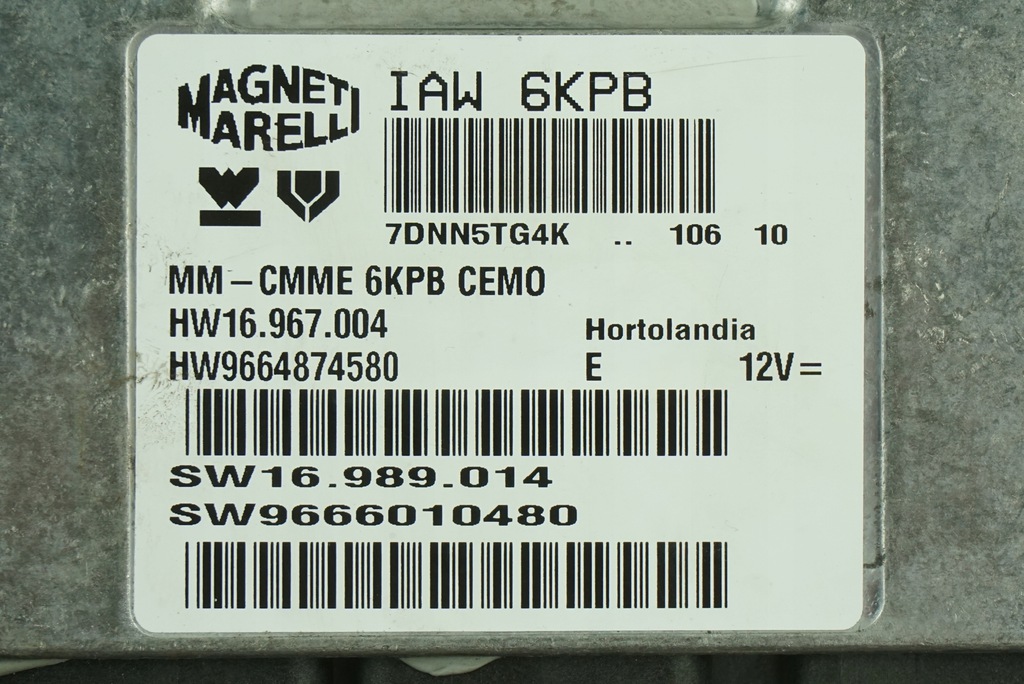 MAGNETI
MARELLI
IAW 6KPB
7DNN5TG4K .. 106 10
MM–CMME 6KPB CEMO
HW16.967.004
Hortolandia
HW9664874580
E 12V=
SW16.989.014
SW9666010480